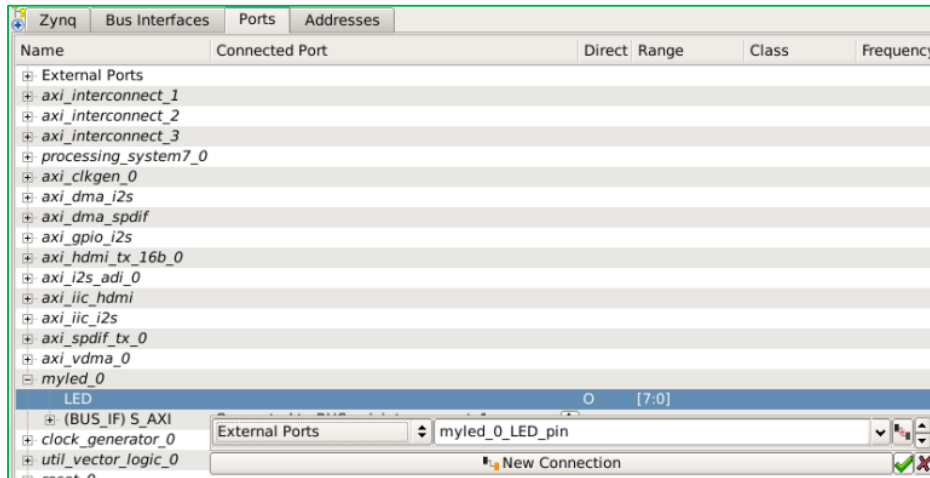 Zynq Bus Interfaces Ports Addresses
Name Connected Port Direct Range Class Frequency
External Ports
axi_interconnect_1
axi_interconnect_2
axi_interconnect_3
processing_system7_0
axi_clkgen_0
axi_dma_i2s
axi_dma_spdif
axi_gpio_i2s
axi_hdmi_tx_16b_0
axi_i2s_adi_0
axi_iic_hdmi
axi_iic_i2s
axi_spdif_tx_0
axi_vdma_0
myled_0
LED O [7:0]
(BUS_IF) S_AXI
External Ports myled_0_LED_pin
clock_generator_0
util_vector_logic_0 New Connection